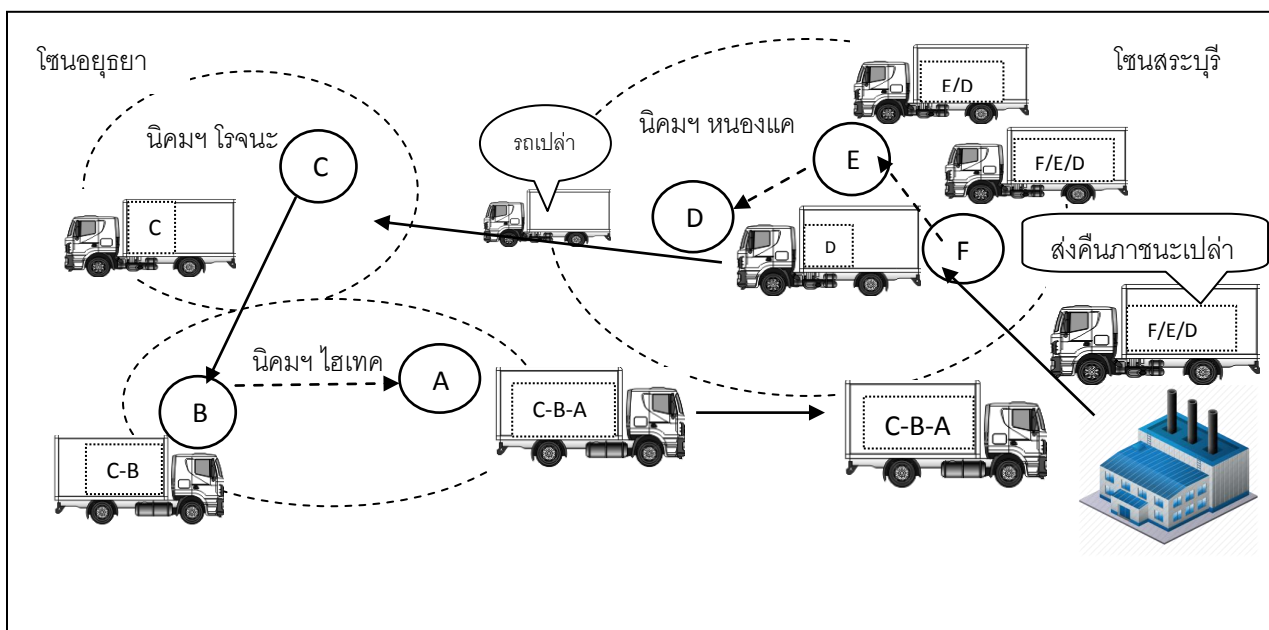 โซนอยุธยา
โซนสระบุรี
E/D
นิคมฯ หนองแค
นิคมฯ โรจนะ
รถเปล่า
E
F/E/D
C
D
C
D
F
ส่งคืนภาชนะเปล่า
F/E/D
นิคมฯ ไฮเทค
A
B
C-B-A
C-B-A
C-B